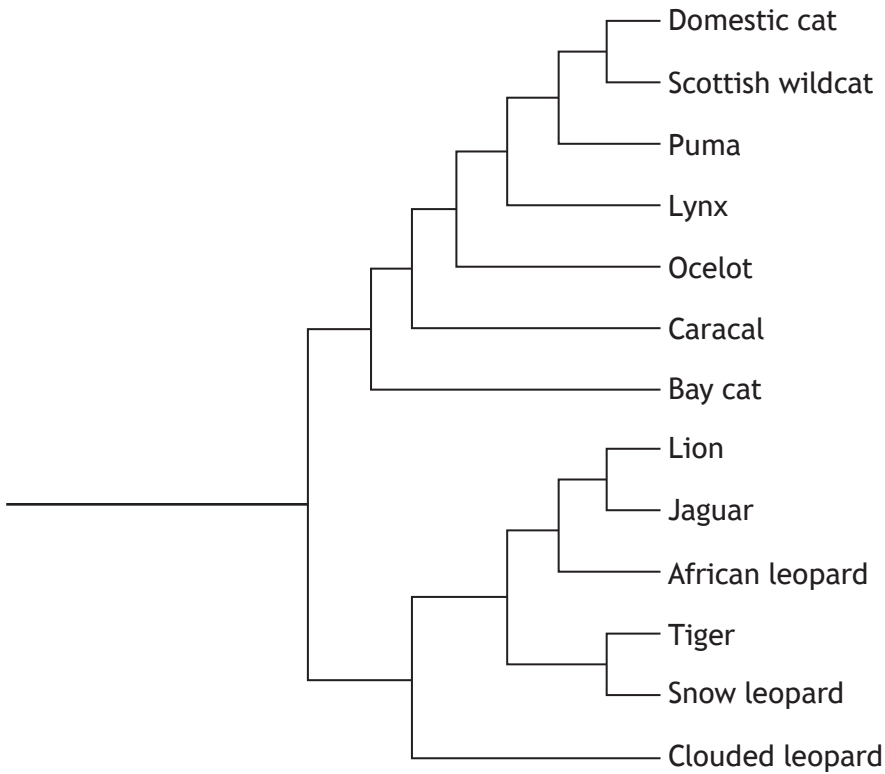 Domestic cat
Scottish wildcat
Puma
Lynx
Ocelot
Caracal
Bay cat
Lion
Jaguar
African leopard
Tiger
Snow leopard
Clouded leopard